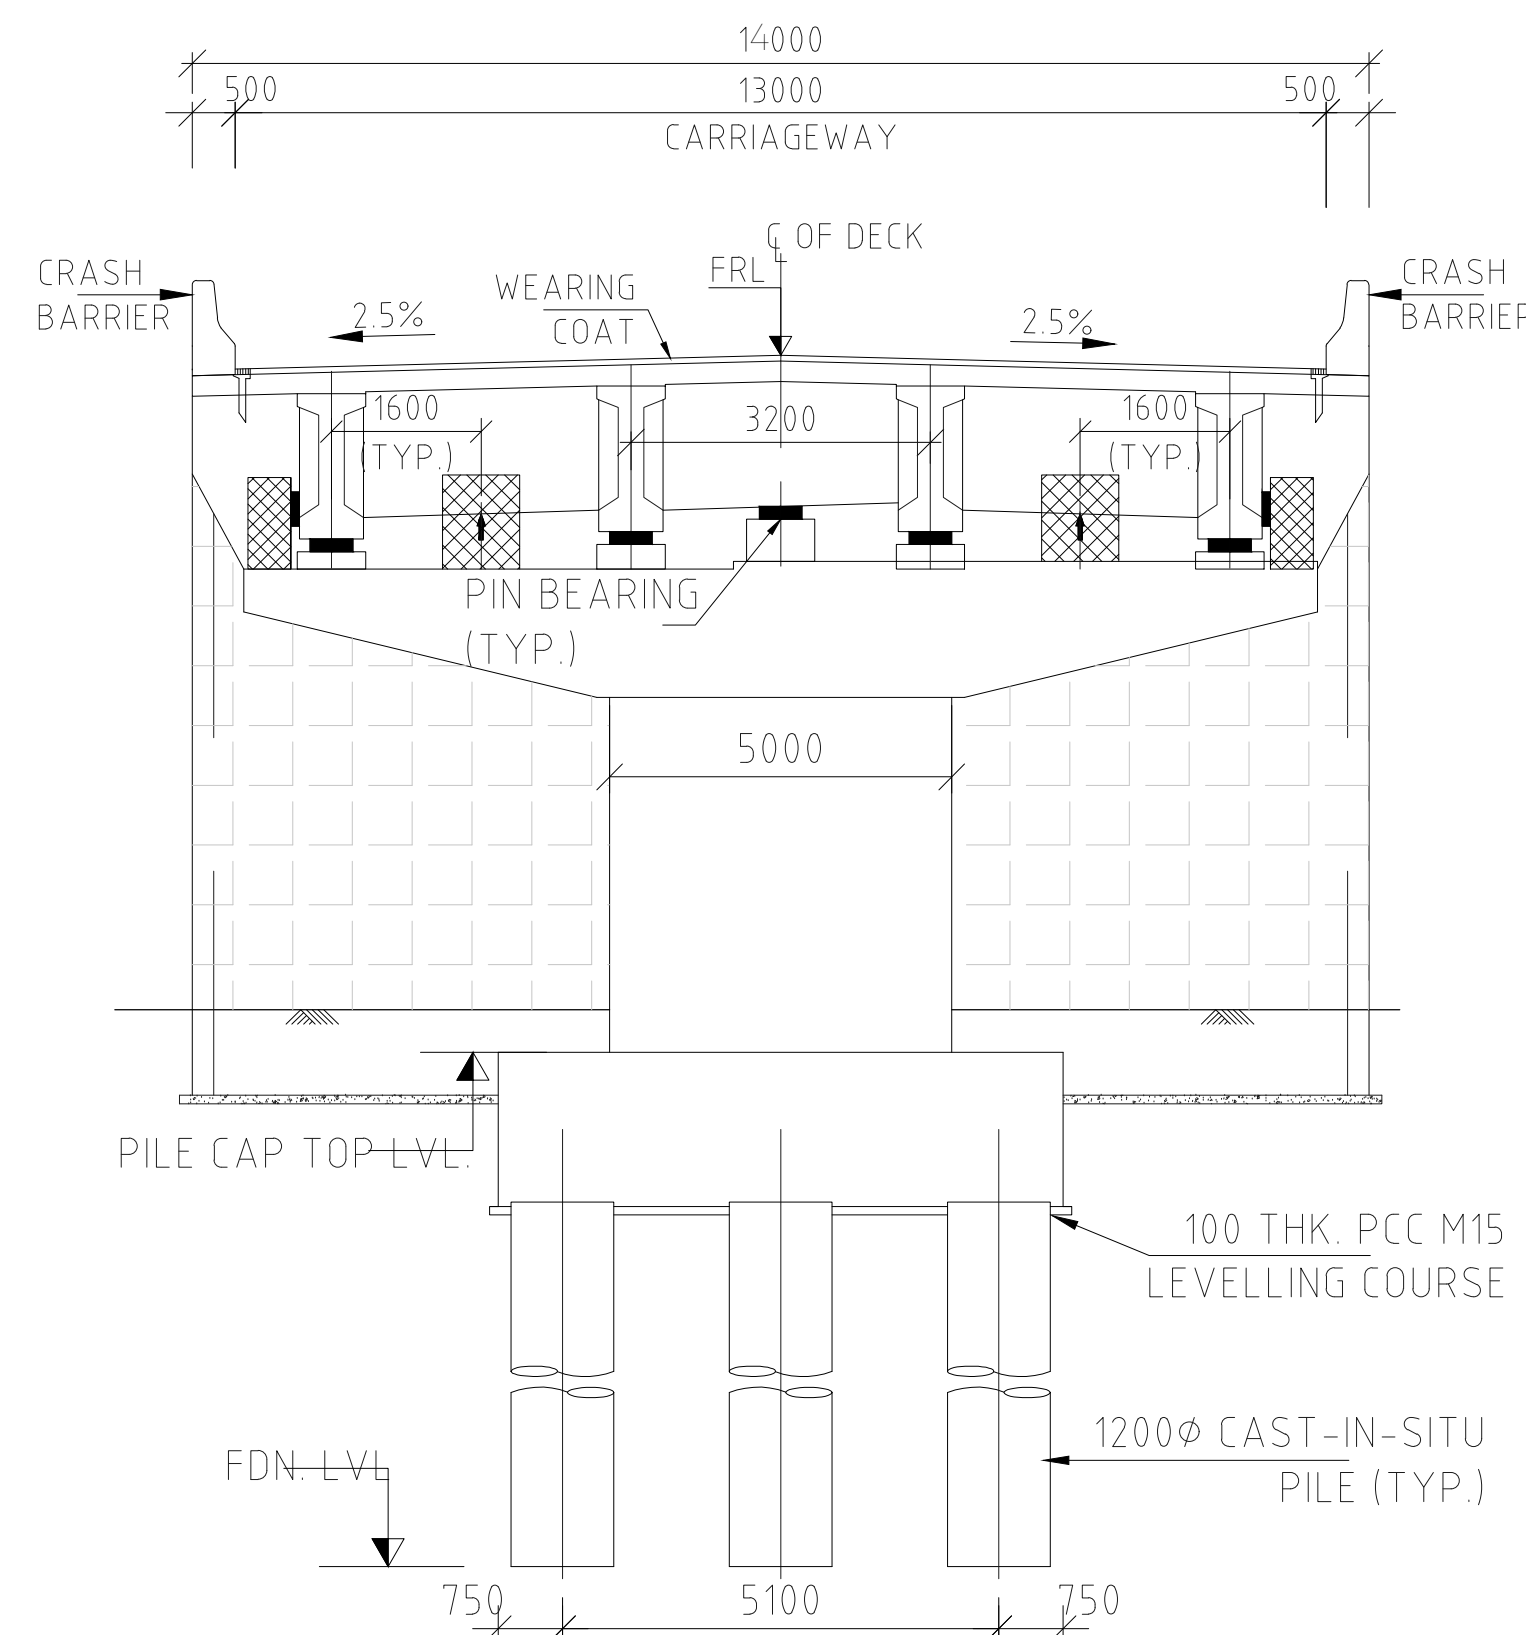 14000
500
13000
500
CARRIAGEWAY
℄ OF DECK
FRL
CRASH
BARRIER
WEARING
COAT
2.5%
2.5%
CRASH
BARRIER
1600
(TYP.)
3200
1600
(TYP.)
PIN BEARING
(TYP.)
5000
PILE CAP TOP LVL.
100 THK. PCC M15
LEVELLING COURSE
1200ø CAST-IN-SITU
PILE (TYP.)
FDN. LVL
750
5100
750